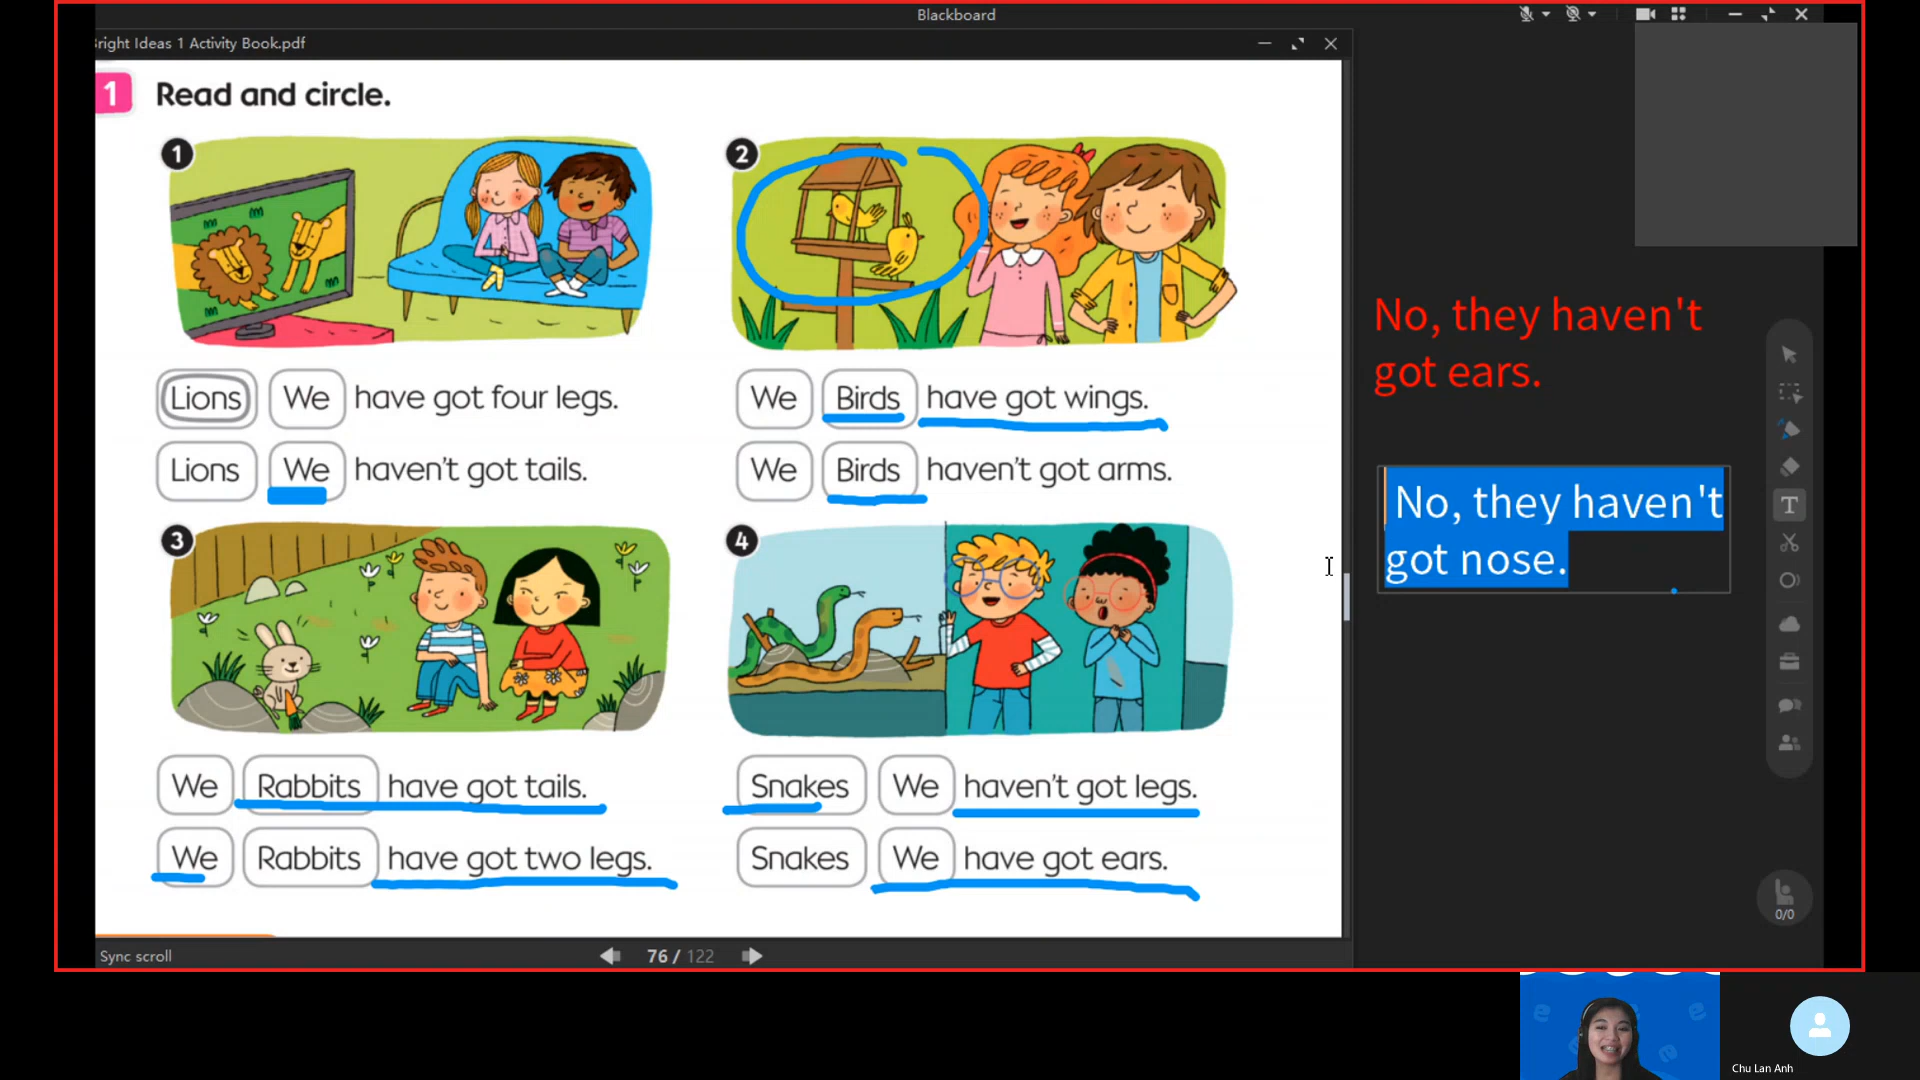 Blackboard
Bright Ideas 1 Activity Book.pdf
1 Read and circle.
1
Lions We have got four legs.
Lions We haven't got tails.
2
We Birds have got wings.
We Birds haven't got arms.
3
We Rabbits have got tails.
We Rabbits have got two legs.
4
Snakes We haven't got legs.
Snakes We have got ears.
No, they haven't
got ears.
No, they haven't
got nose.
T
0/0
Sync scroll
76 / 122
Chu Lan Anh